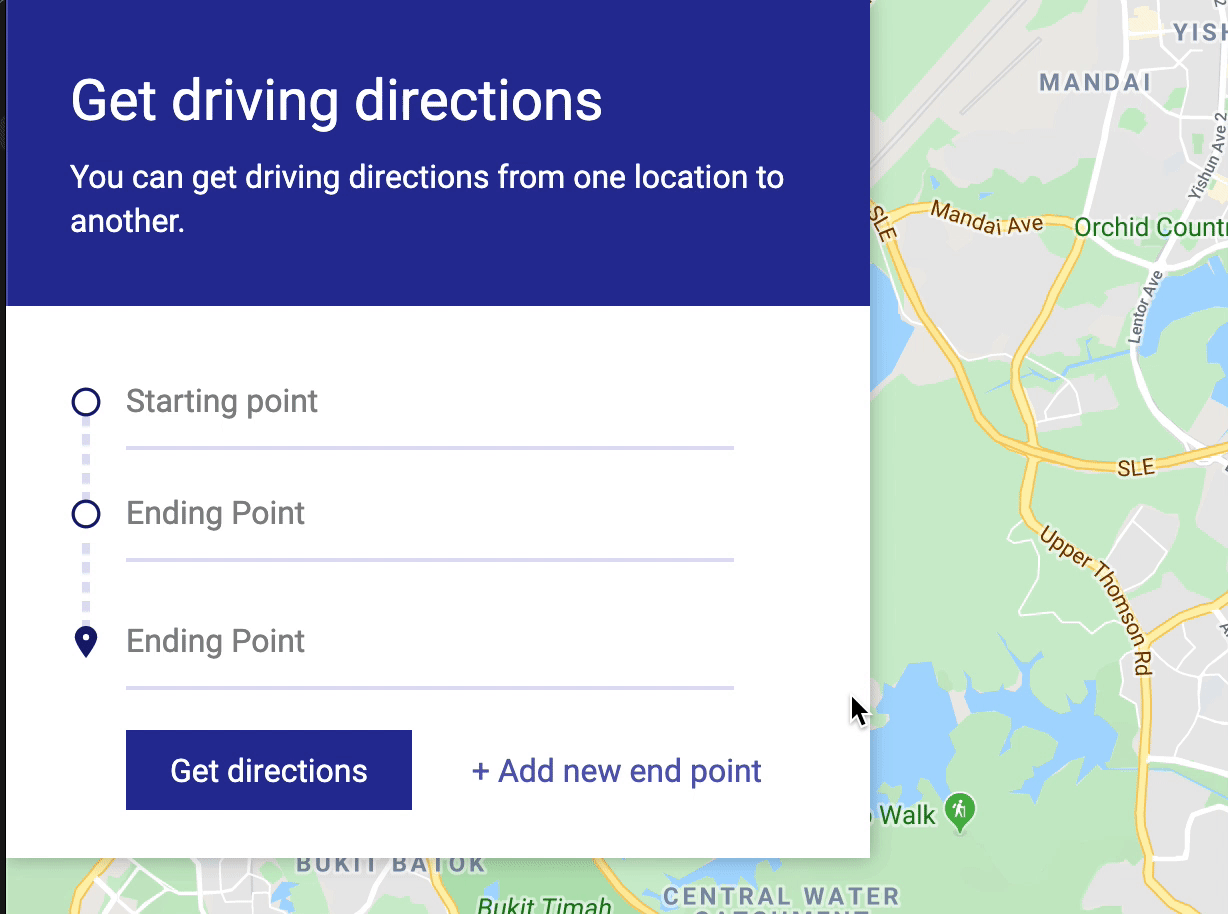 Get driving directions
You can get driving directions from one location to
another.
Starting point
Ending Point
Ending Point
Get directions
+ Add new end point
MANDAI
Yishun Ave 2
SLE
Mandai Ave
Orchid
Lentor Ave
SLE
Upper Thomson Rd
Walk
BUKIT BATOK
CENTRAL WATER
CATCHMENT
Bukit Timah